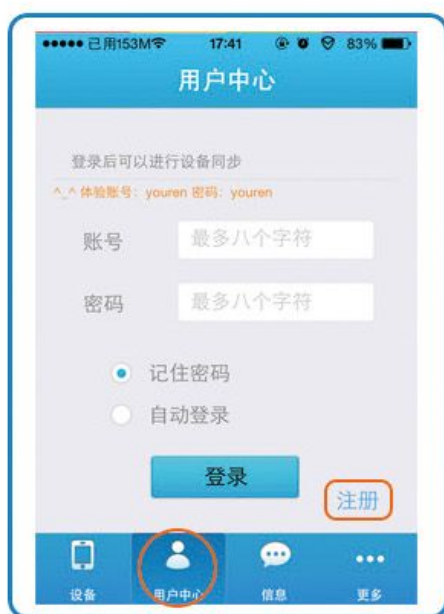 已用153M 17:41 83%
用户中心
登录后可以进行设备同步
^_^ 体验账号：youren 密码：youren
账号 最多八个字符
密码 最多八个字符
记住密码
自动登录
登录
注册
设备 用户中心 信息 更多